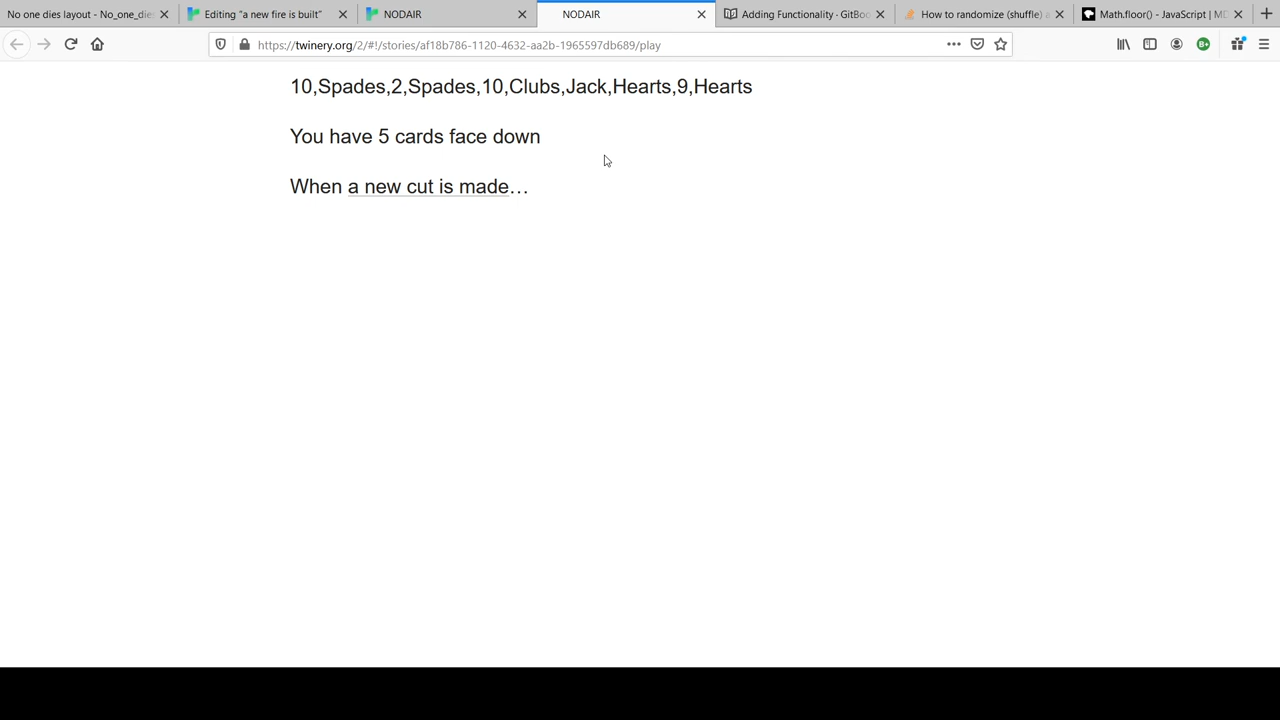 No one dies layout - No_one_dies
Editing "a new fire is built"
NODAIR
NODAIR
Adding Functionality · GitBoo
How to randomize (shuffle) a
Math.floor() - JavaScript | MD
https://twinery.org/2/#!/stories/af18b786-1120-4632-aa2b-1965597db689/play
10,Spades,2,Spades,10,Clubs,Jack,Hearts,9,Hearts
You have 5 cards face down
When a new cut is made…